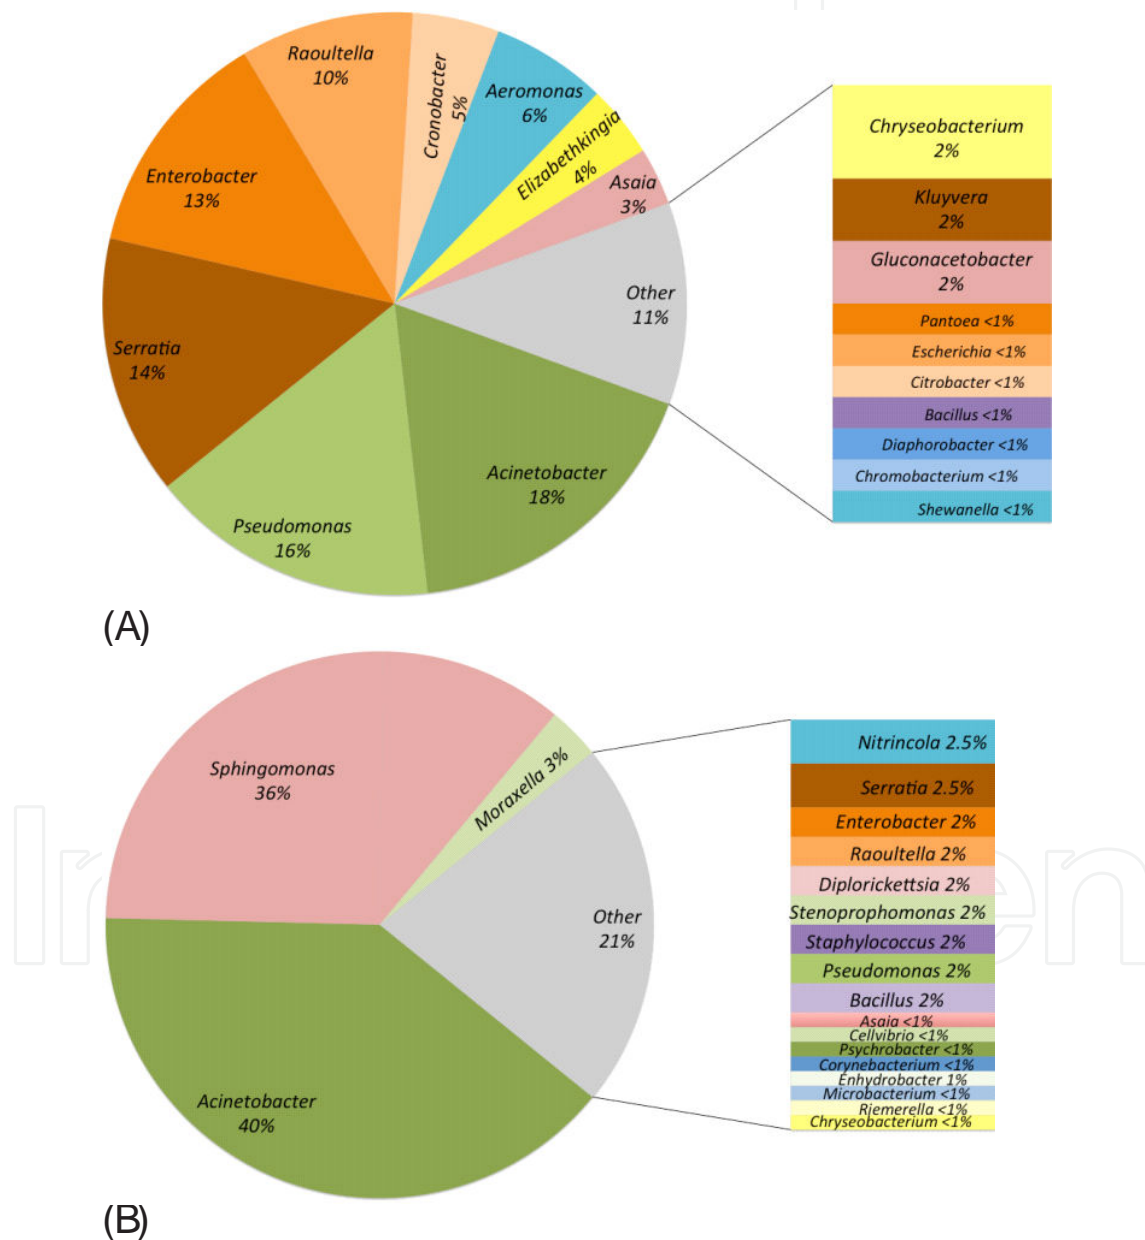 Raoultella
10%
Cronobacter
5%
Aeromonas
6%
Elizabethkingia
4%
Asaia
3%
Enterobacter
13%
Other
11%
Serratia
14%
Acinetobacter
18%
Pseudomonas
16%
Chryseobacterium
2%
Kluyvera
2%
Gluconacetobacter
2%
Pantoea <1%
Escherichia <1%
Citrobacter <1%
Bacillus <1%
Diaphorobacter <1%
Chromobacterium <1%
Shewanella <1%
(A)
Sphingomonas
36%
Moraxella 3%
Other
21%
Acinetobacter
40%
Nitrincola 2.5%
Serratia 2.5%
Enterobacter 2%
Raoultella 2%
Diplorickettsia 2%
Stenoprophomonas 2%
Staphylococcus 2%
Pseudomonas 2%
Bacillus 2%
Asaia <1%
Cellvibrio <1%
Psychrobacter <1%
Corynebacterium <1%
Enhydrobacter 1%
Microbacterium <1%
Riemerella <1%
Chryseobacterium <1%
(B)